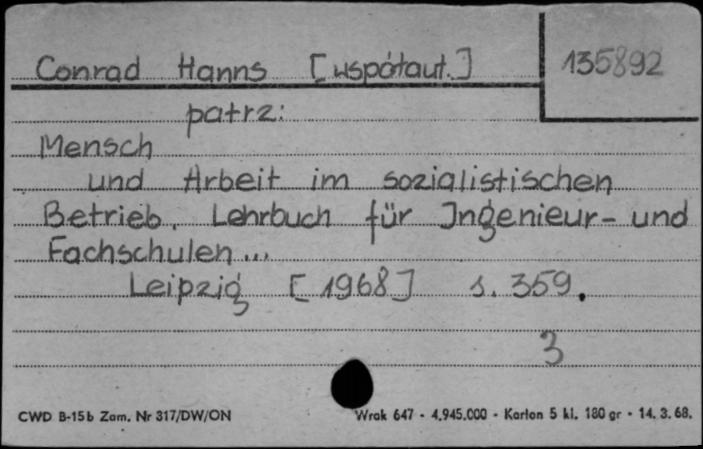 Conrad Hanns [współaut.] 135892
patrz:
Mensch
und Arbeit im sozialistischen
Betrieb. Lehrbuch für Ingenieur- und
Fachschulen...
Leipzig [1968] s. 359.
3
CWD B-15b Zam. Nr 317/DW/ON Wrak 647 - 4.945.000 - Karton 5 kl. 180 gr - 14. 3. 68.